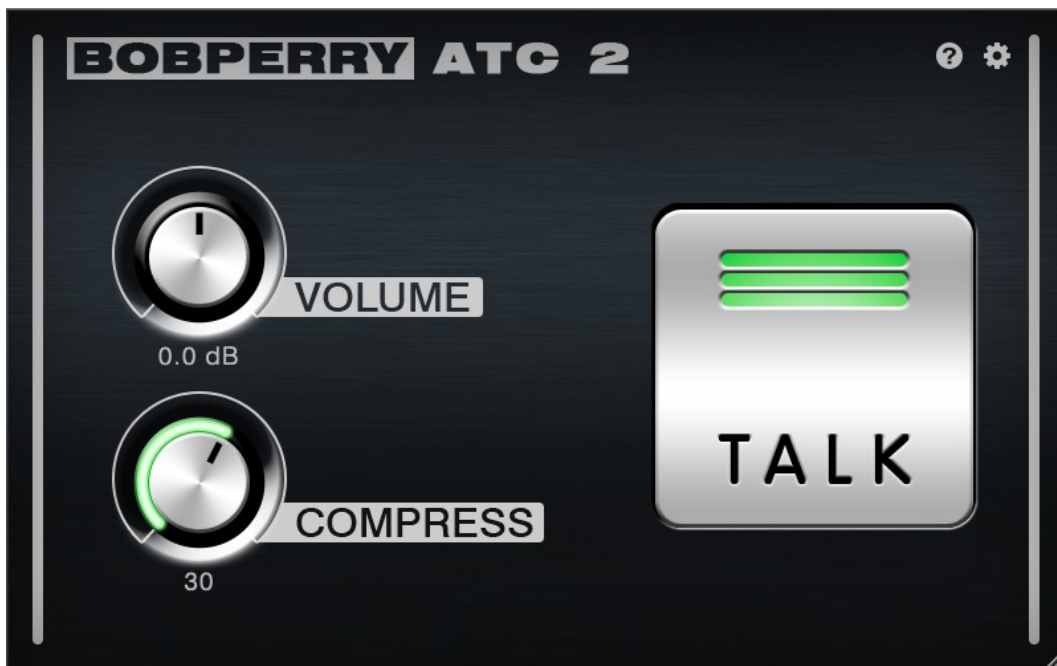 BOBPERRY ATC 2
VOLUME
0.0 dB
COMPRESS
30
TALK